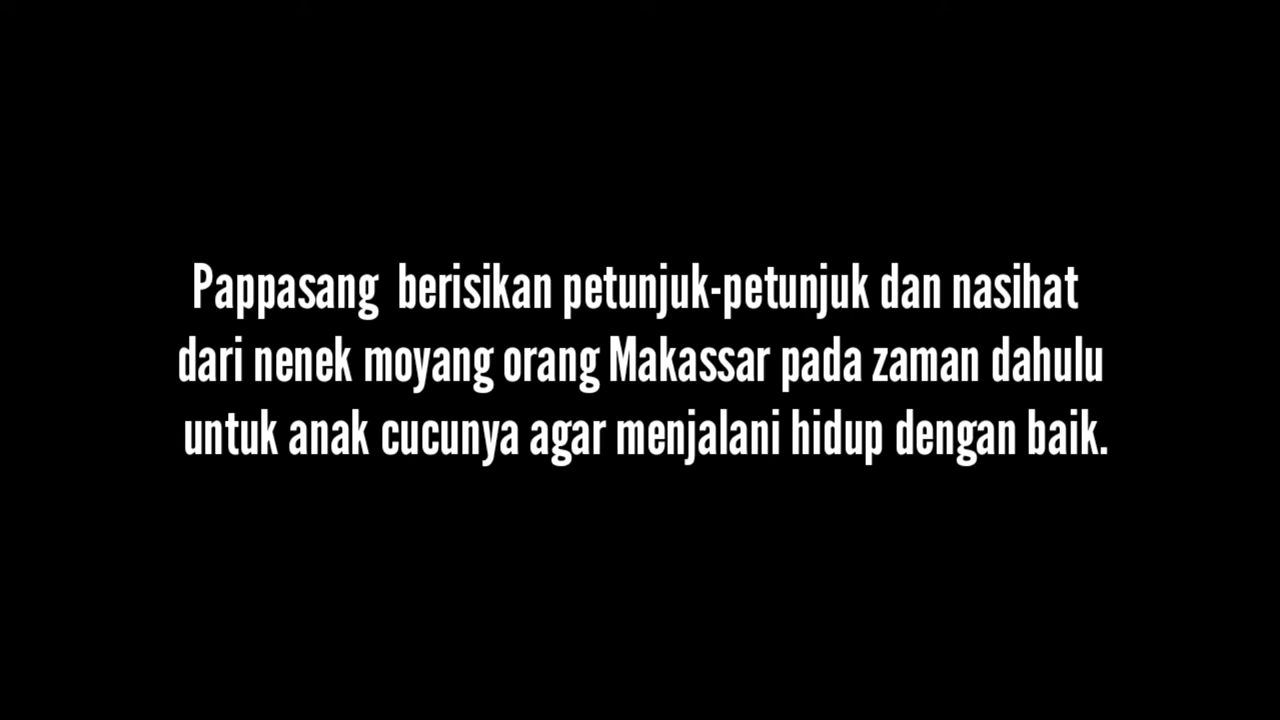 Pappasang berisikan petunjuk-petunjuk dan nasihat
dari nenek moyang orang Makassar pada zaman dahulu
untuk anak cucunya agar menjalani hidup dengan baik.